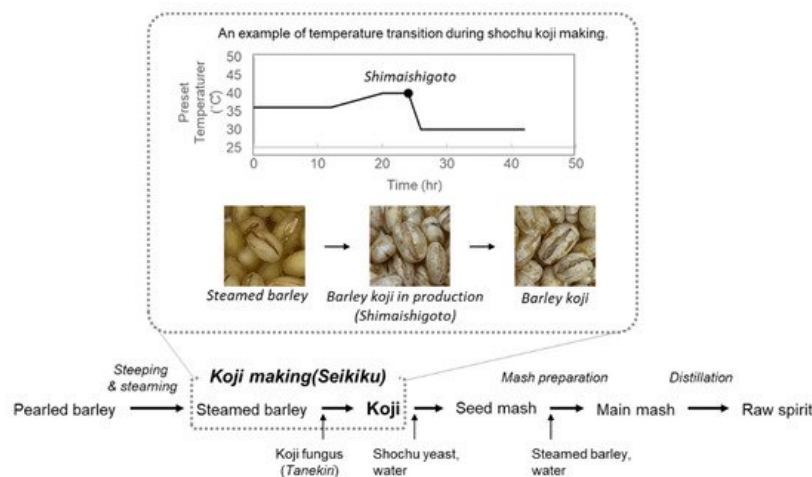 An example of temperature transition during shochu koji making.
Shimaishigoto
Preset
Temperaturer
(℃)
50
45
40
35
30
25
0
10
20
30
40
50
Time (hr)
Steamed barley
Barley koji in production
(Shimaishigoto)
Barley koji
Steeping
& steaming
Koji making(Seikiku)
Mash preparation
Distillation
Pearled barley
Steamed barley
Koji
Seed mash
Main mash
Raw spirit
Koji fungus
(Tanekin)
Shochu yeast,
water
Steamed barley,
water